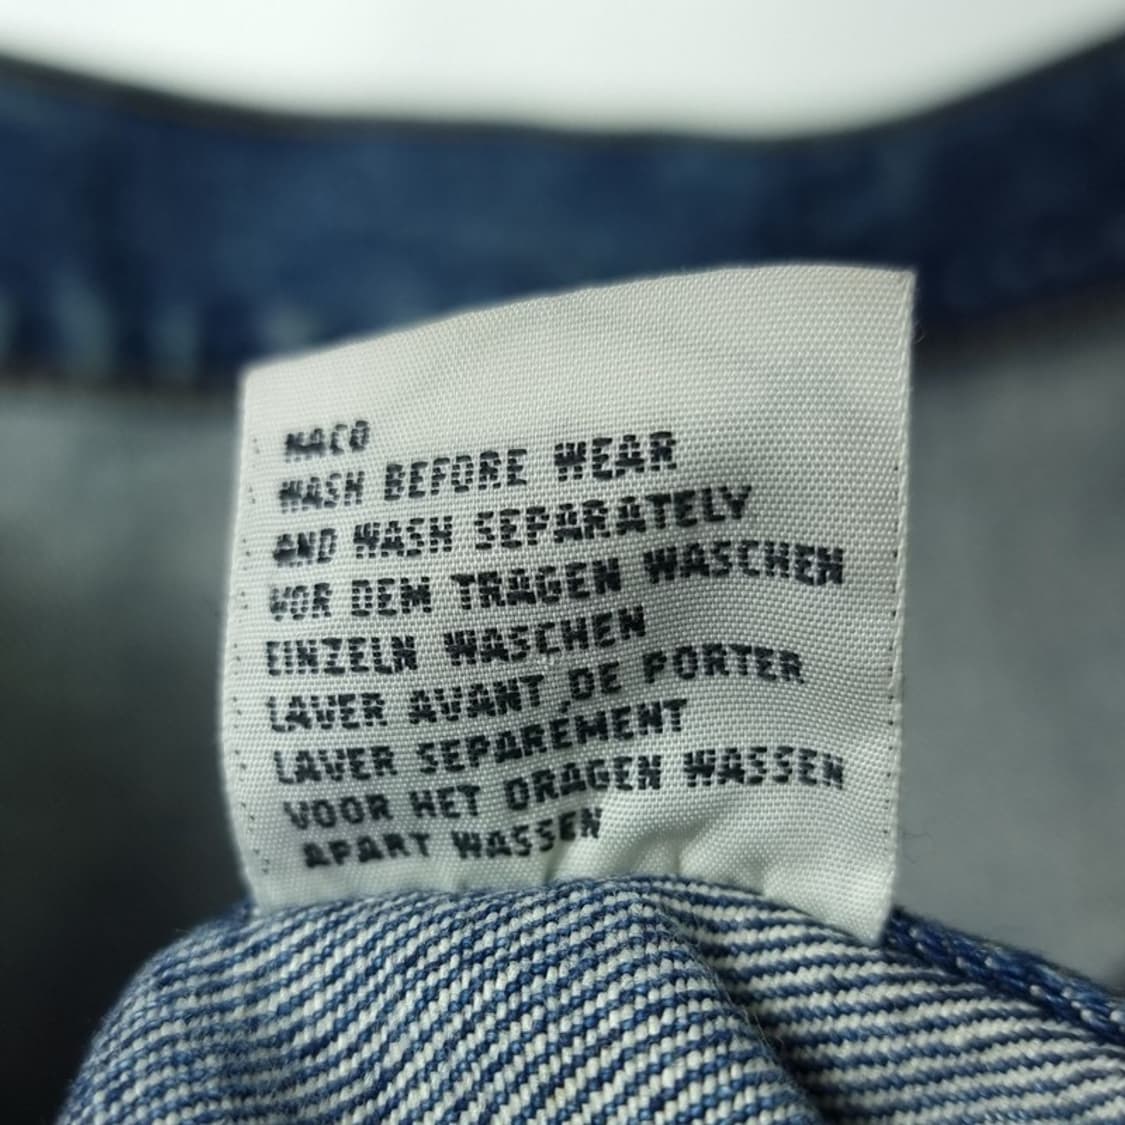 MACO
WASH BEFORE WEAR
AND WASH SEPARATELY
VOR DEM TRAGEN WASCHEN
EINZELN WASCHEN
LAVER AVANT DE PORTER
LAVER SEPAREMENT
VOOR HET DRAGEN WASSEN
APART WASSEN